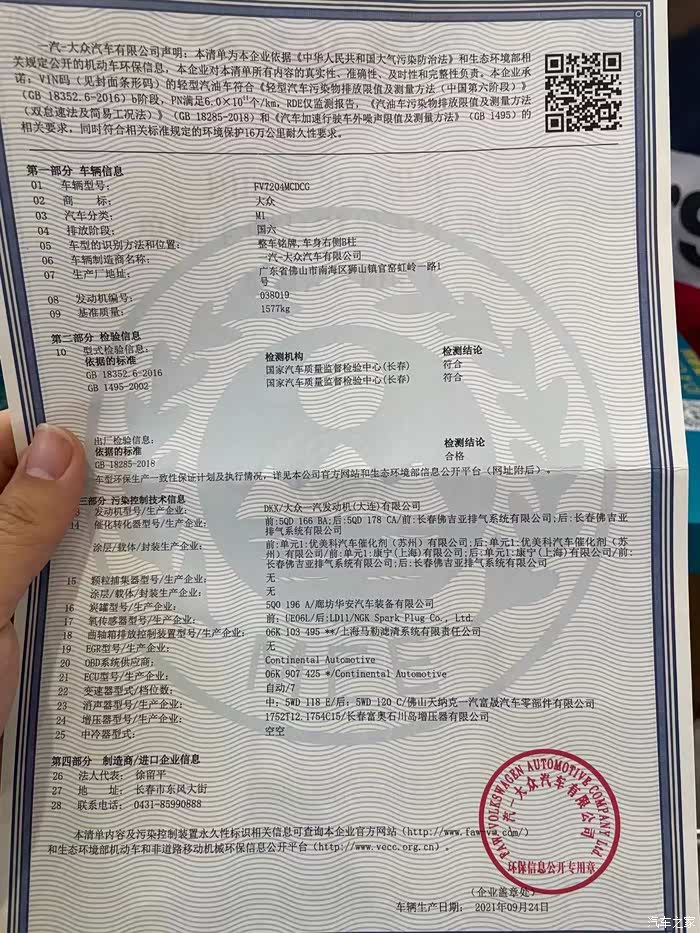 一汽-大众汽车有限公司声明：本清单为本企业依据《中华人民共和国大气污染防治法》和生态环境部相
关规定公开的机动车环保信息，本企业对本清单所有内容的真实性、准确性、及时性和完整性负责。本企业承
诺：VIN码（见封面条形码）的轻型汽油车符合《轻型汽车污染物排放限值及测量方法（中国第六阶段）》
（GB 18352.6-2016）b阶段，PN满足6.0×10¹¹个/km，RDE仅监测报告，《汽油车污染物排放限值及测量方法
（双怠速法及简易工况法）》（GB 18285-2018）和《汽车加速行驶车外噪声限值及测量方法》（GB 1495）的
相关要求，同时符合相关标准规定的环境保护16万公里耐久性要求。
第一部分 车辆信息
01 车辆型号： FV7204MCDCG
02 商 标： 大众
03 汽车分类： M1
04 排放阶段： 国六
05 车型的识别方法和位置： 整车铭牌,车身右侧B柱
06 车辆制造商名称： 一汽-大众汽车有限公司
07 生产厂地址： 广东省佛山市南海区狮山镇官窑虹岭一路1
号
08 发动机编号： 038019
09 基准质量： 1577kg
第二部分 检验信息
10 型式检验信息：
依据的标准 检测机构 检测结论
GB 18352.6-2016 国家汽车质量监督检验中心(长春) 符合
GB 1495-2002 国家汽车质量监督检验中心(长春) 符合
出厂检验信息：
依据的标准 检测结论
GB 18285-2018 合格
车型环保生产一致性保证计划及执行情况，详见本公司官方网站和生态环境部信息公开平台（网址附后）。
三部分 污染控制技术信息
3 发动机型号/生产企业： DKX/大众一汽发动机(大连)有限公司
14 催化转化器型号/生产企业： 前:5QD 166 BA;后:5QD 178 CA/前:长春佛吉亚排气系统有限公司;后:长春佛吉亚
排气系统有限公司
涂层/载体/封装生产企业： 前:单元1:优美科汽车催化剂（苏州）有限公司;后:单元1:优美科汽车催化剂（苏
州）有限公司/前:单元1:康宁(上海)有限公司;后:单元1:康宁(上海)有限公司/前:
长春佛吉亚排气系统有限公司;后:长春佛吉亚排气系统有限公司
15 颗粒捕集器型号/生产企业： 无
涂层/载体/封装生产企业： 无
16 炭罐型号/生产企业： 5Q0 196 A/廊坊华安汽车装备有限公司
17 氧传感器型号/生产企业： 前：UE06L/后:LD11/NGK Spark Plug Co., Ltd.
18 曲轴箱排放控制装置型号/生产企业： 06K 103 495 **/上海马勒滤清系统有限责任公司
19 EGR型号/生产企业： 无
20 OBD系统供应商： Continental Automotive
21 ECU型号/生产企业： 06K 907 425 */Continental Automotive
22 变速器型式/档位数： 自动/7
23 消声器型号/生产企业： 中：5WD 118 E/后：5WD 120 C/佛山天纳克一汽富晟汽车零部件有限公司
24 增压器型号/生产企业： 1752T12.1754C15/长春富奥石川岛增压器有限公司
25 中冷器型式： 空空
第四部分 制造商/进口企业信息
26 法人代表： 徐留平
27 地 址： 长春市东风大街
28 联系电话： 0431-85990888
FAW-VOLKSWAGEN AUTOMOTIVE COMPANY Ltd.
一汽-大众汽车有限公司
环保信息公开专用章
本清单内容及污染控制装置永久性标识相关信息可查询本企业官方网站（http://www.faw-vw.com/）
和生态环境部机动车和非道路移动机械环保信息公开平台（http://www.vecc.org.cn）。
（企业盖章处）
车辆生产日期： 2021年09月24日
MEE
汽车之家